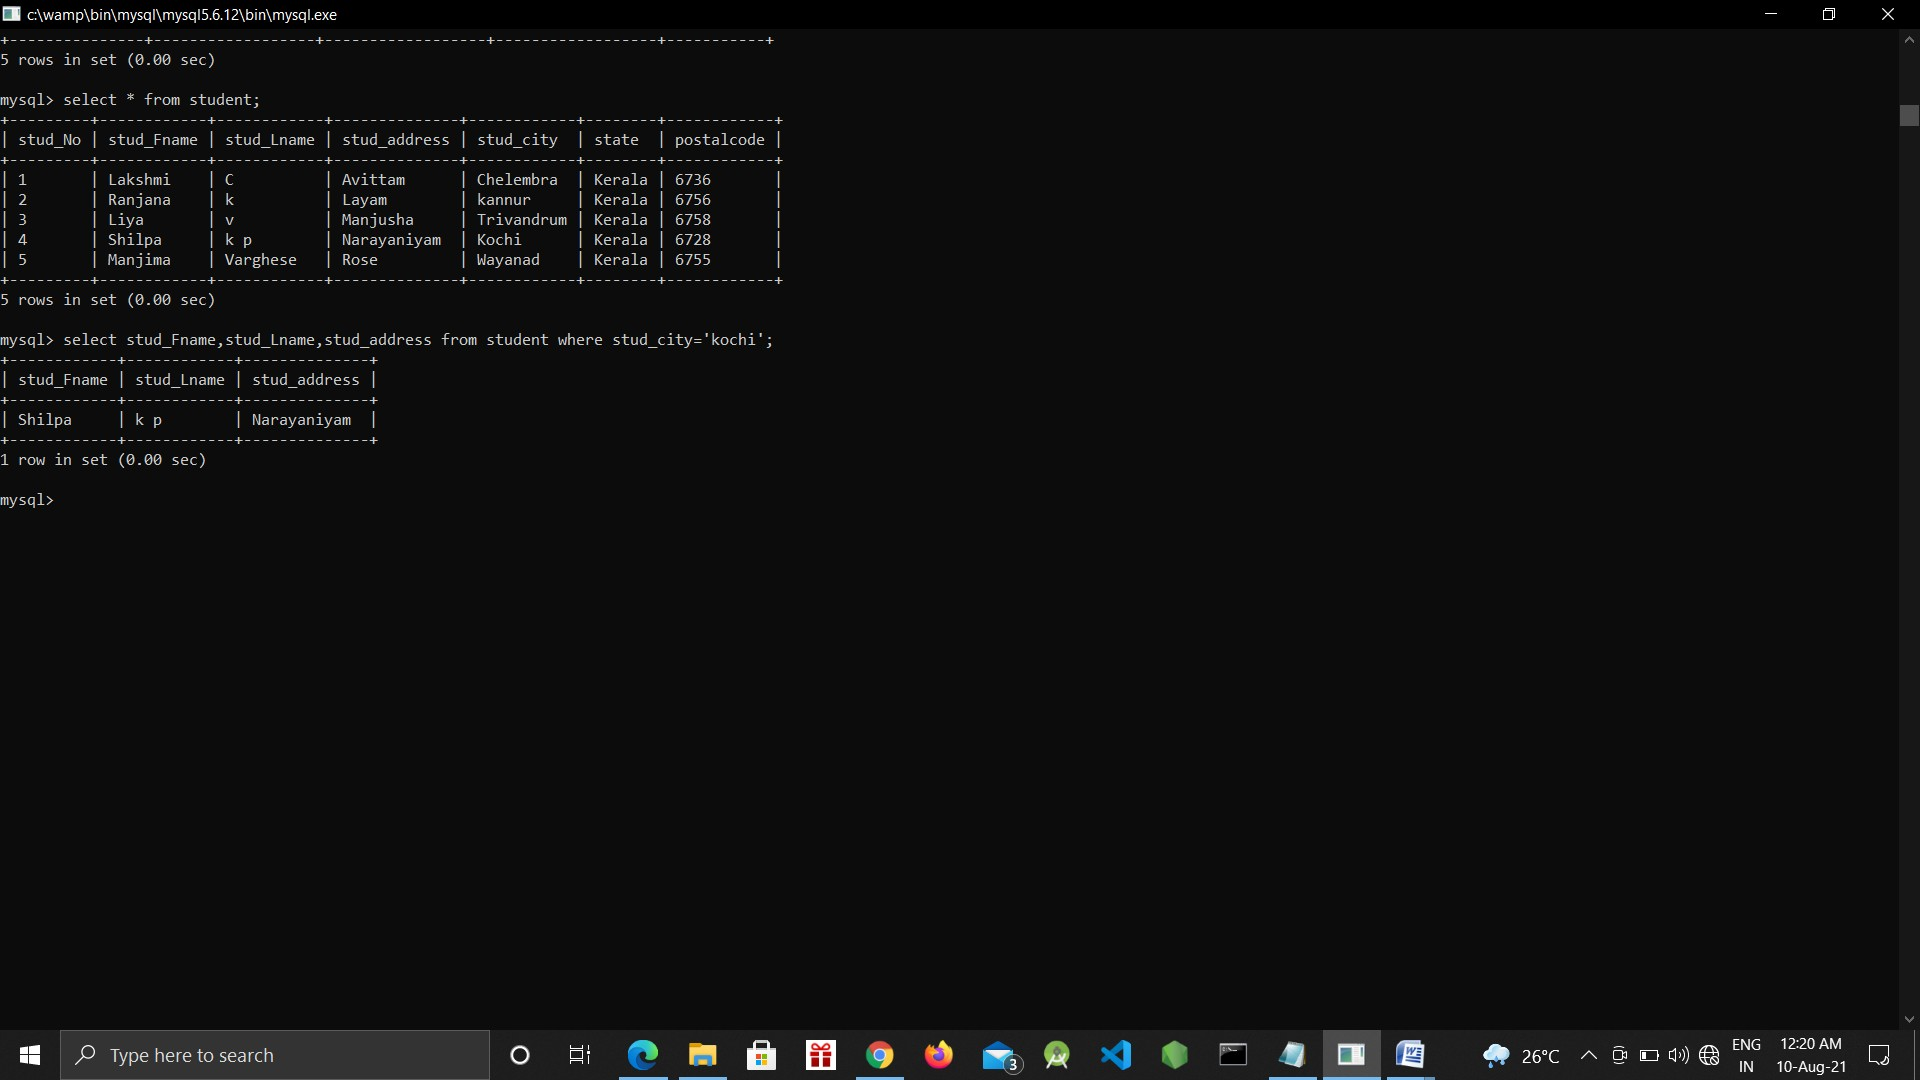 c:\wamp\bin\mysql\mysql5.6.12\bin\mysql.exe
+---------------+------------------+------------------+------------------+-----------+
5 rows in set (0.00 sec)
mysql> select * from student;
+---------+------------+------------+--------------+------------+--------+------------+
| stud_No | stud_Fname | stud_Lname | stud_address | stud_city  | state  | postalcode |
+---------+------------+------------+--------------+------------+--------+------------+
| 1       | Lakshmi    | C          | Avittam      | Chelembra  | Kerala | 6736       |
| 2       | Ranjana    | k          | Layam        | kannur     | Kerala | 6756       |
| 3       | Liya       | v          | Manjusha     | Trivandrum | Kerala | 6758       |
| 4       | Shilpa     | k p        | Narayaniyam  | Kochi      | Kerala | 6728       |
| 5       | Manjima    | Varghese   | Rose         | Wayanad    | Kerala | 6755       |
+---------+------------+------------+--------------+------------+--------+------------+
5 rows in set (0.00 sec)
mysql> select stud_Fname,stud_Lname,stud_address from student where stud_city='kochi';
+------------+------------+--------------+
| stud_Fname | stud_Lname | stud_address |
+------------+------------+--------------+
| Shilpa     | k p        | Narayaniyam  |
+------------+------------+--------------+
1 row in set (0.00 sec)
mysql>
Type here to search
3
26°C
ENG
IN
12:20 AM
10-Aug-21